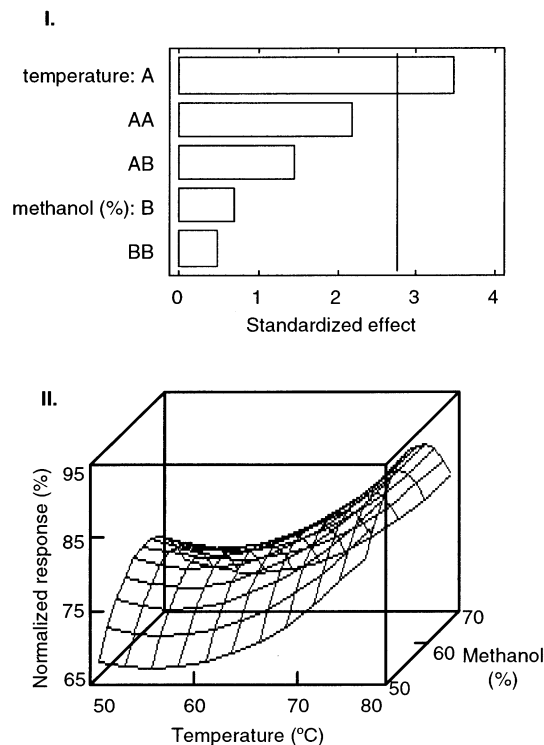 I.
temperature: A
AA
AB
methanol (%): B
BB
0 1 2 3 4
Standardized effect
II.
Normalized response (%)
95
85
75
65
50 60 70 80
Temperature (ºC)
50
60
70
Methanol
(%)